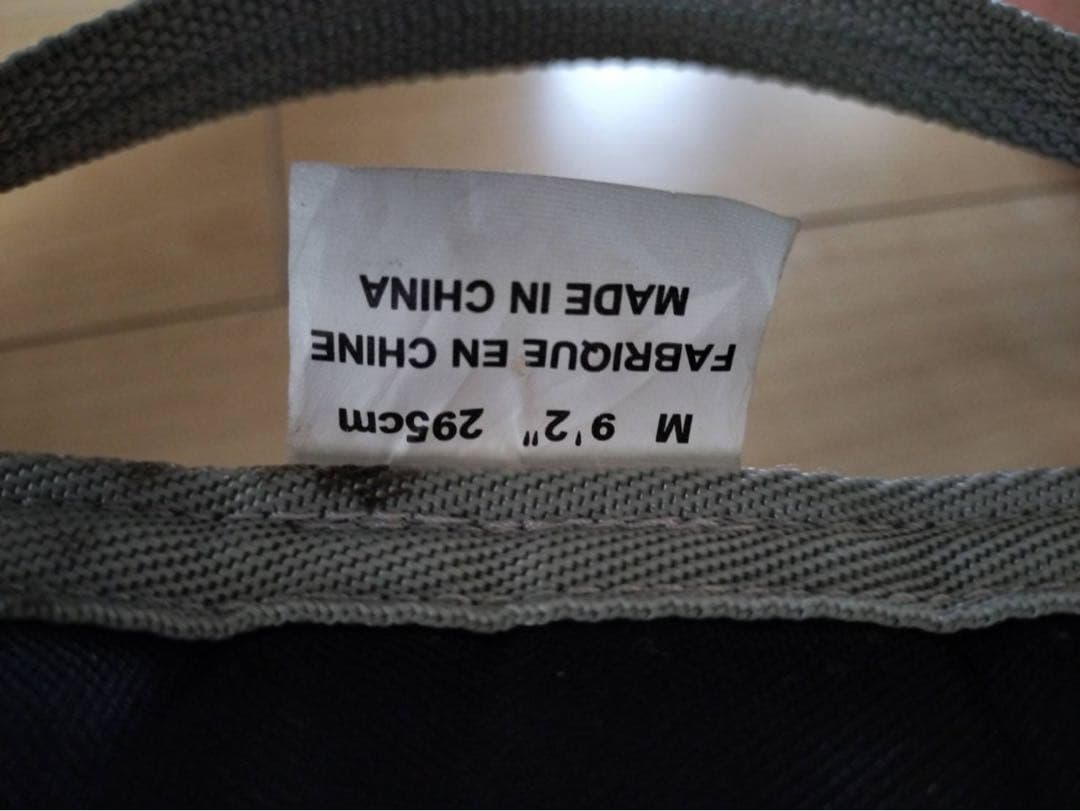 M 9'2" 295cm
FABRIQUE EN CHINE
MADE IN CHINA